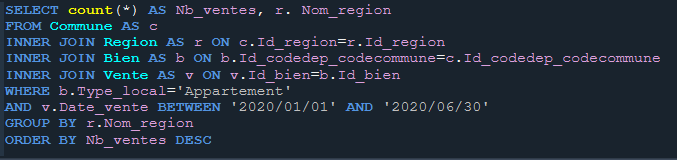 SELECT count(*) AS Nb_ventes, r. Nom_region
FROM Commune AS c
INNER JOIN Region AS r ON c.Id_region=r.Id_region
INNER JOIN Bien AS b ON b.Id_codedep_codecommune=c.Id_codedep_codecommune
INNER JOIN Vente AS v ON v.Id_bien=b.Id_bien
WHERE b.Type_local='Appartement'
AND v.Date_vente BETWEEN '2020/01/01' AND '2020/06/30'
GROUP BY r.Nom_region
ORDER BY Nb_ventes DESC